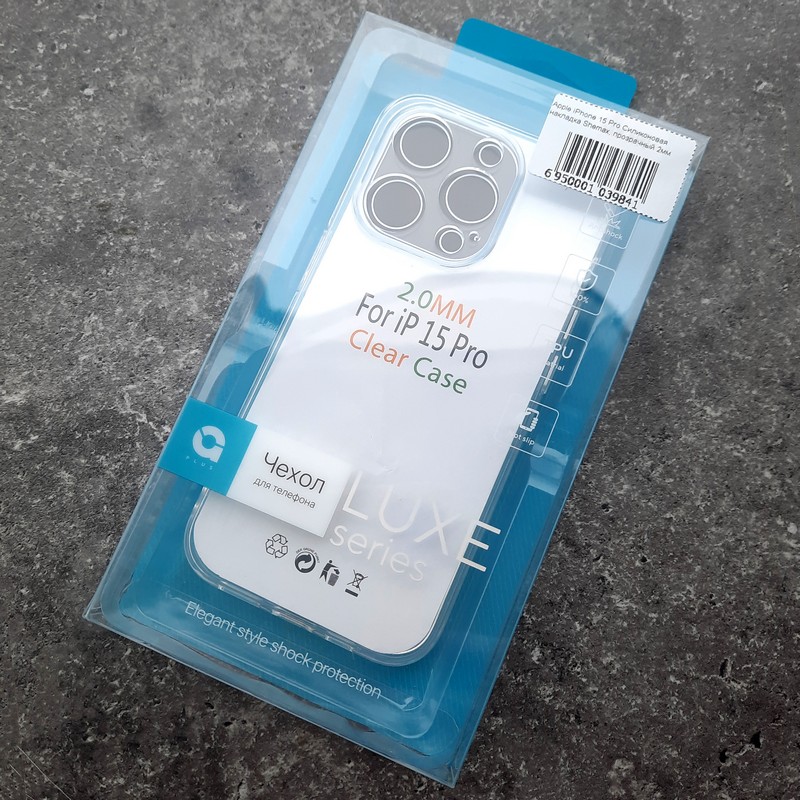 Apple iPhone 15 Pro Силиконовая
накладка Shemax, прозрачный 2мм
6 950001 039841
2.0MM
For iP 15 Pro
Clear Case
PLUS
Чехол
для телефона
LUXE
series
Elegant style shock protection